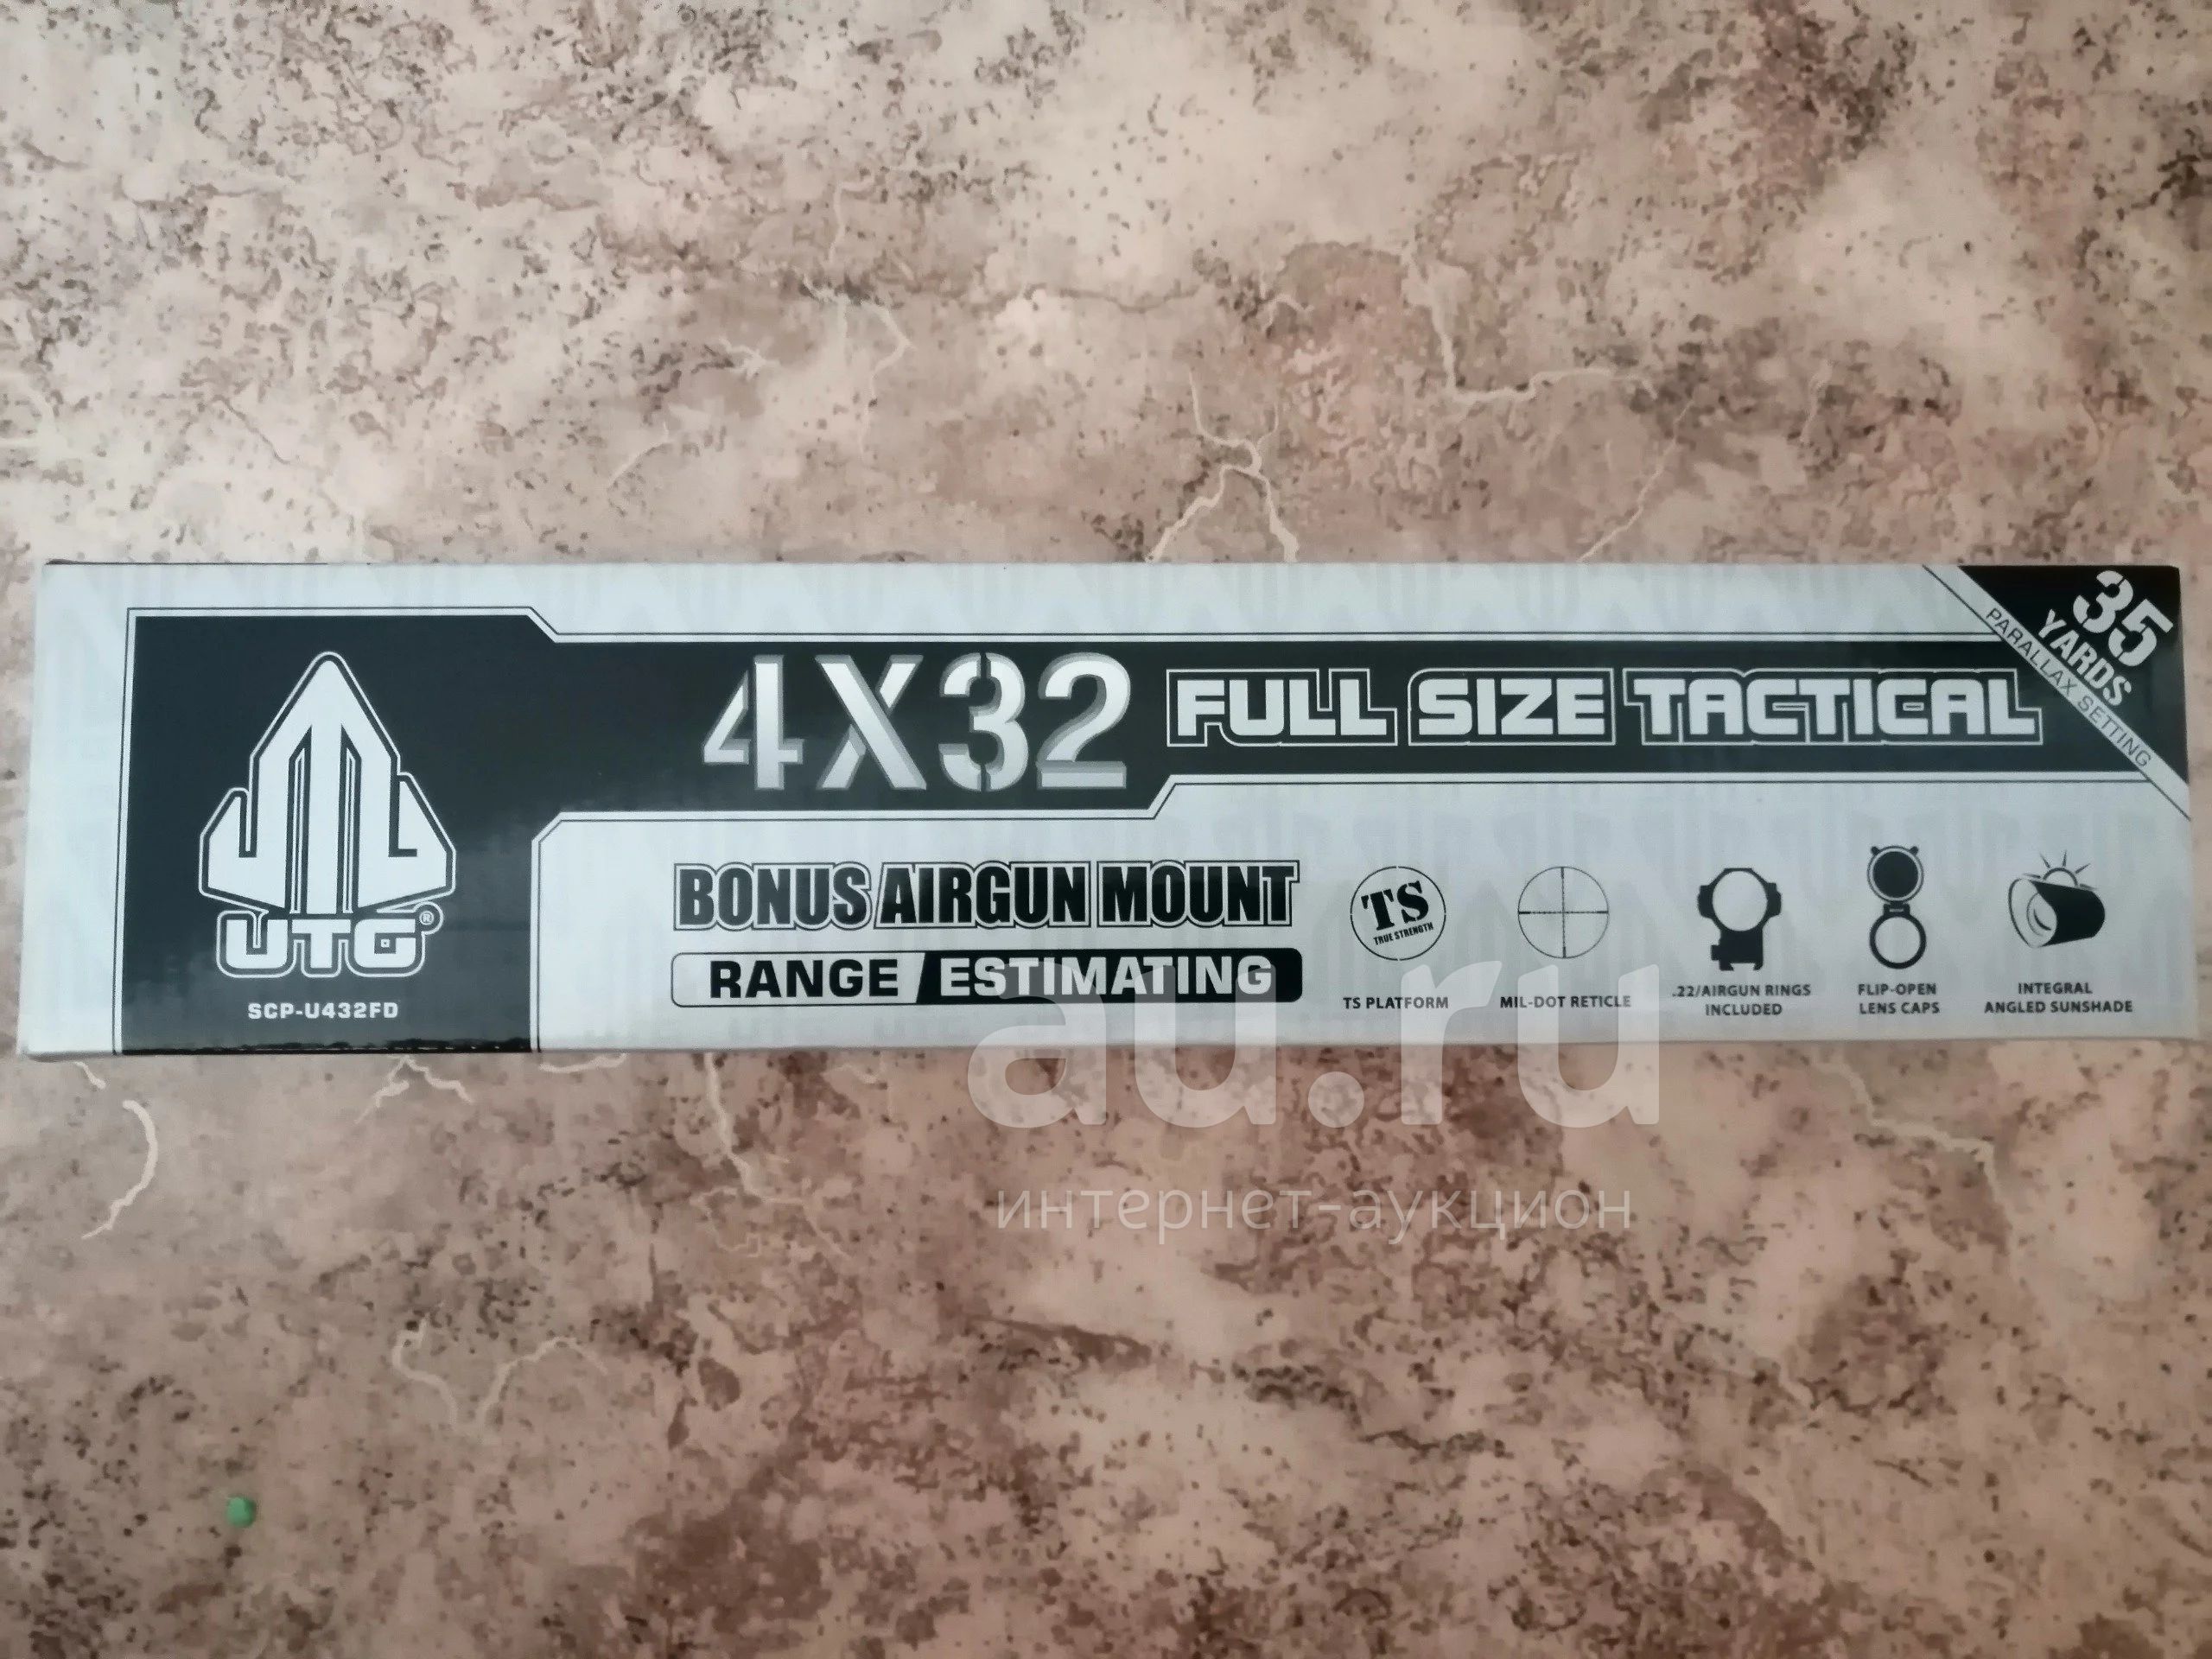 35
YARDS
PARALLAX SETTING
4X32 FULL SIZE TACTICAL
UTG®
SCP-U432FD
BONUS AIRGUN MOUNT
RANGE ESTIMATING
TS
TRUE STRENGTH
TS PLATFORM
MIL-DOT RETICLE
.22/AIRGUN RINGS
INCLUDED
FLIP-OPEN
LENS CAPS
INTEGRAL
ANGLED SUNSHADE
au.ru
интернет-аукцион